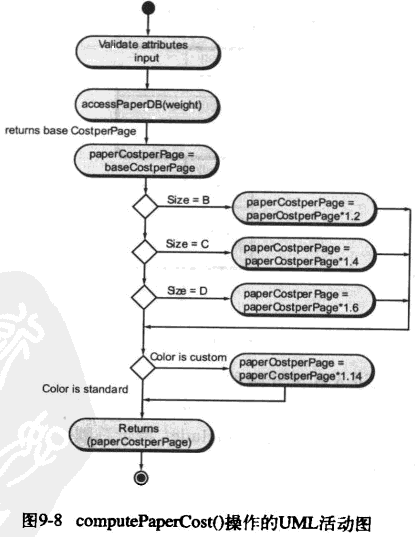 Validate attributes
input
accessPaperDB(weight)
returns base CostperPage
paperCostperPage =
baseCostperPage
Size = B
paperCostperPage =
paperCostperPage*1.2
Size = C
paperCostperPage =
paperCostperPage*1.4
Size = D
paperCostperPage =
paperCostperPage*1.6
Color is custom
paperCostperPage =
paperCostperPage*1.14
Color is standard
Returns
(paperCostperPage)
图9-8 computePaperCost()操作的UML活动图